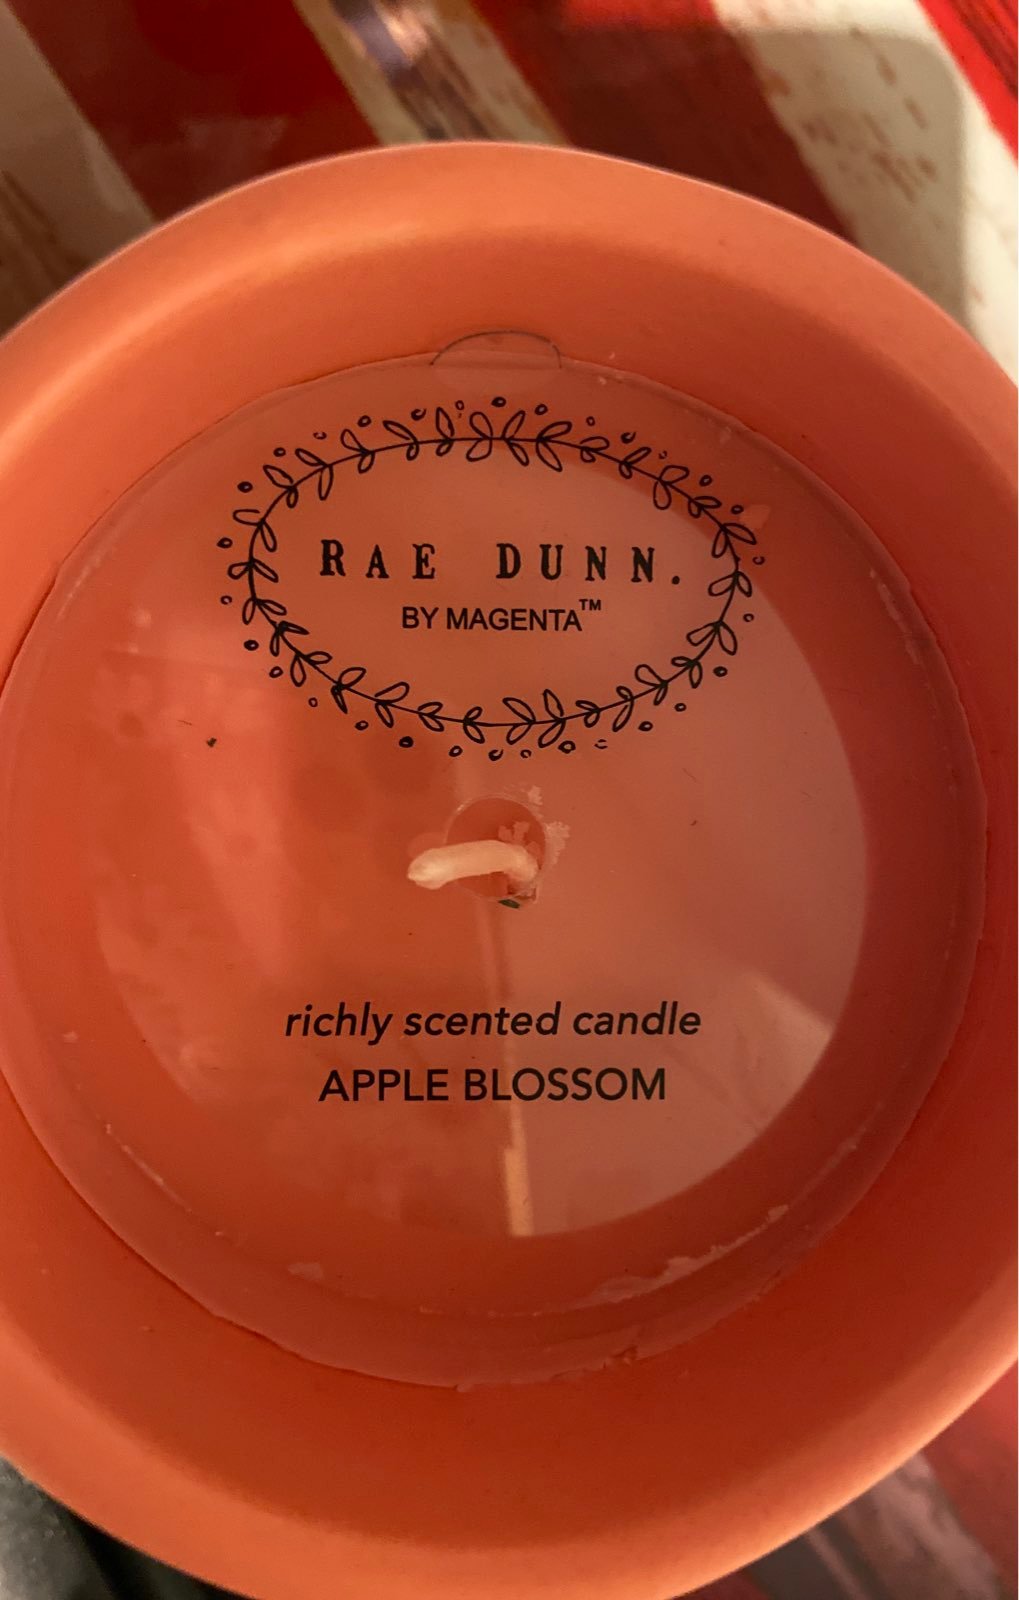 RAE DUNN.
BY MAGENTA™
richly scented candle
APPLE BLOSSOM